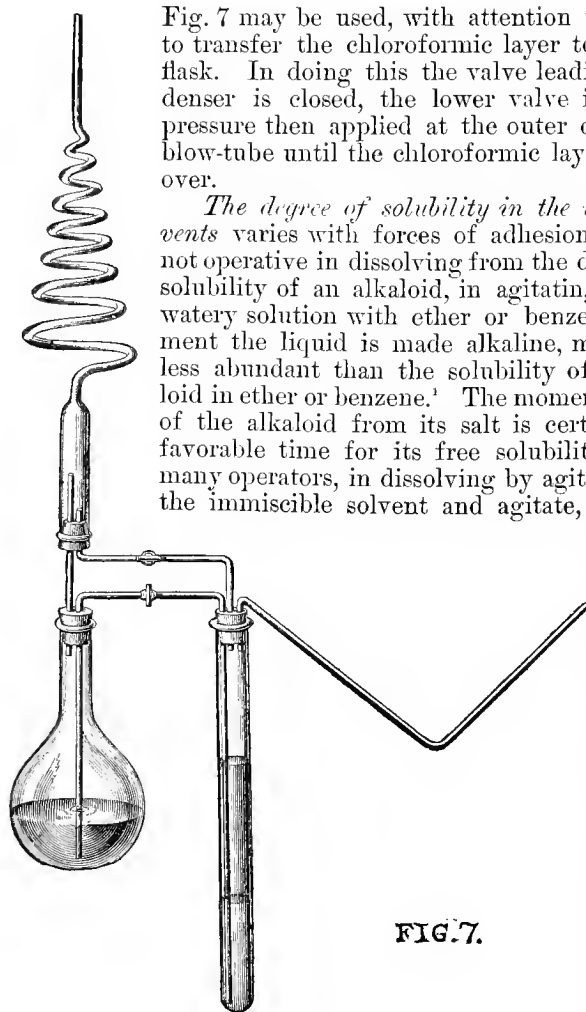 Fig. 7 may be used, with attention
to transfer the chloroformic layer to
flask. In doing this the valve leadi
denser is closed, the lower valve i
pressure then applied at the outer
blow-tube until the chloroformic lay
over.
The degree of solubility in the
vents varies with forces of adhesion
not operative in dissolving from the d
solubility of an alkaloid, in agitatin
watery solution with ether or benze
ment the liquid is made alkaline, m
less abundant than the solubility of
loid in ether or benzene.¹ The momen
of the alkaloid from its salt is cert
favorable time for its free solubilit
many operators, in dissolving by agit
the immiscible solvent and agitate,
FIG.7.